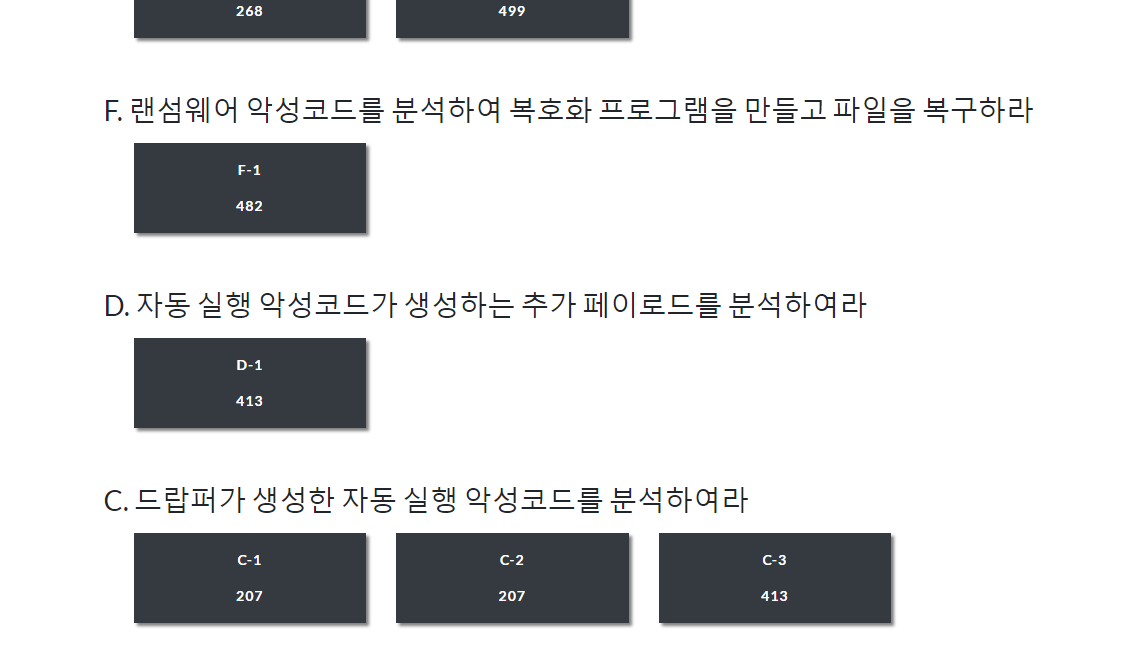 268 499
F. 랜섬웨어 악성코드를 분석하여 복호화 프로그램을 만들고 파일을 복구하라
F-1
482
D. 자동 실행 악성코드가 생성하는 추가 페이로드를 분석하여라
D-1
413
C. 드랍퍼가 생성한 자동 실행 악성코드를 분석하여라
C-1 C-2 C-3
207 207 413